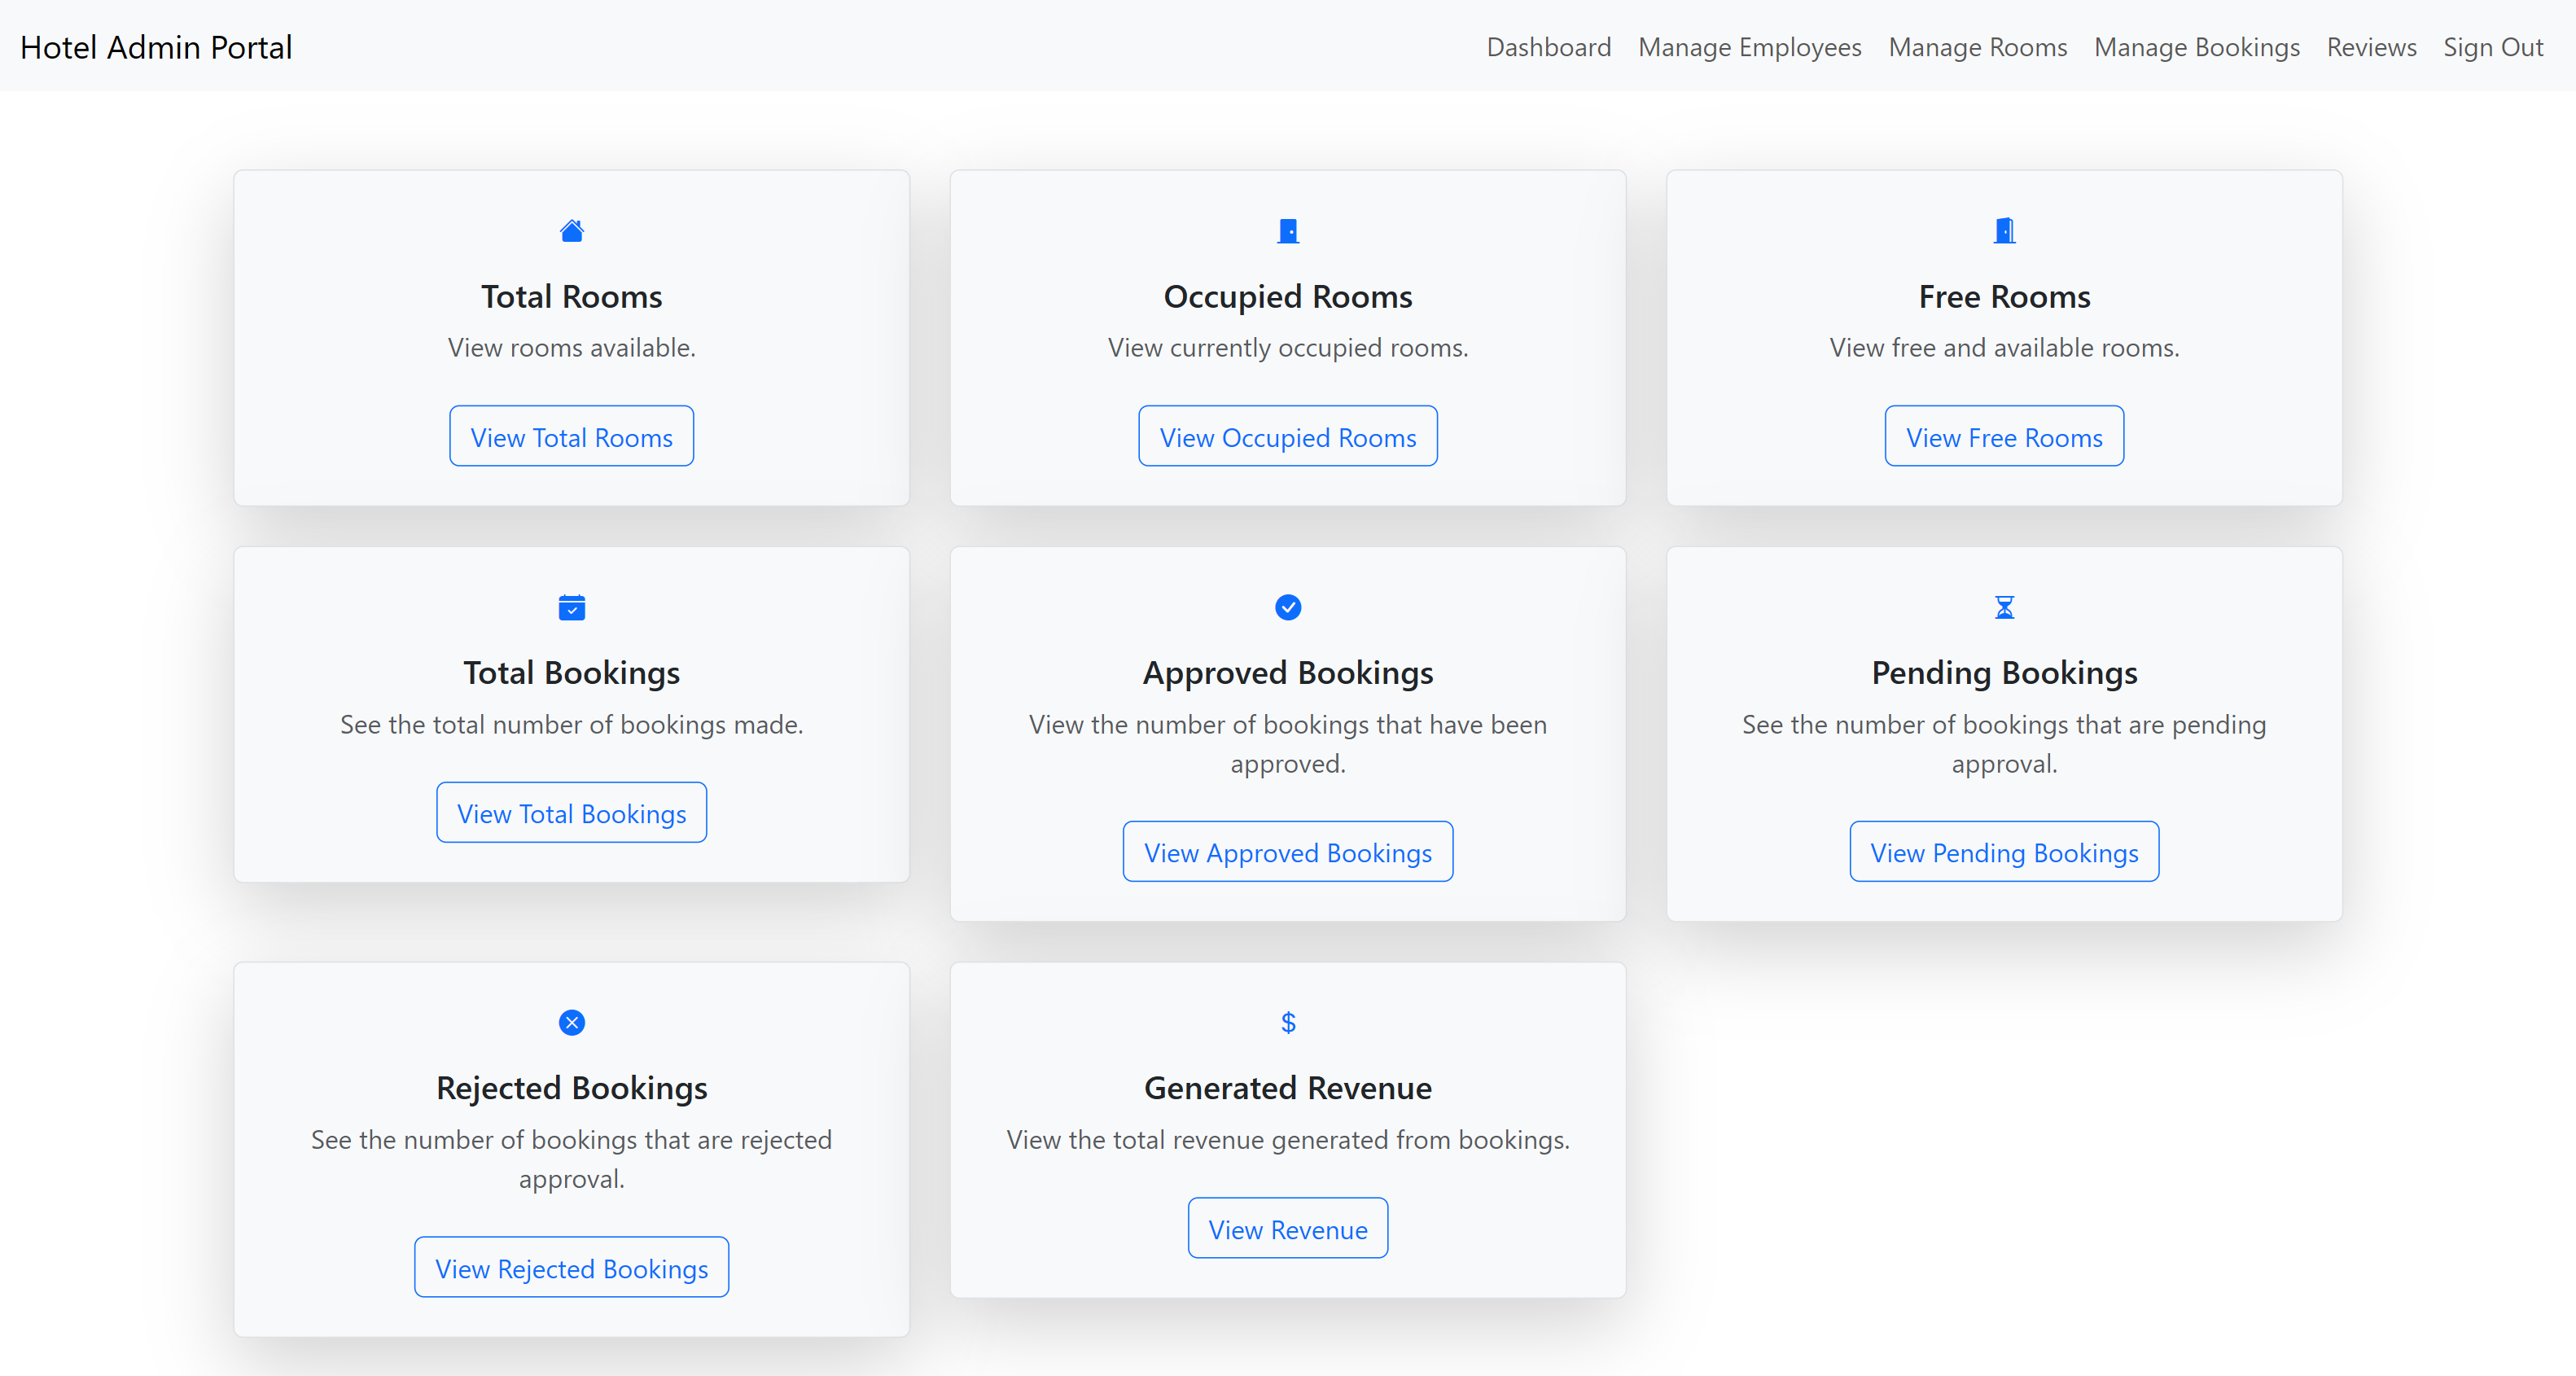 Hotel Admin Portal
Dashboard Manage Employees Manage Rooms Manage Bookings Reviews Sign Out
Total Rooms
View rooms available.
View Total Rooms
Occupied Rooms
View currently occupied rooms.
View Occupied Rooms
Free Rooms
View free and available rooms.
View Free Rooms
Total Bookings
See the total number of bookings made.
View Total Bookings
Approved Bookings
View the number of bookings that have been
approved.
View Approved Bookings
Pending Bookings
See the number of bookings that are pending
approval.
View Pending Bookings
Rejected Bookings
See the number of bookings that are rejected
approval.
View Rejected Bookings
$
Generated Revenue
View the total revenue generated from bookings.
View Revenue